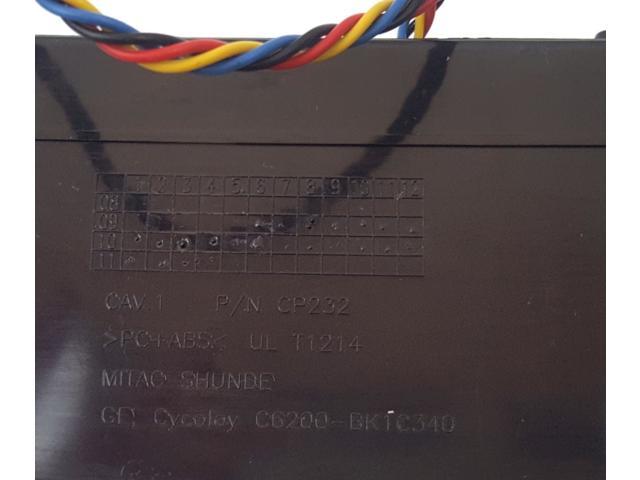 1 2 3 4 5 6 7 8 9 10 11 12
08
09
10
11
CAV.1 P/N CP232
>PC+ABS< UL T1214
MITAC SHUNDE
GE Cycoloy C6200-BK1C340